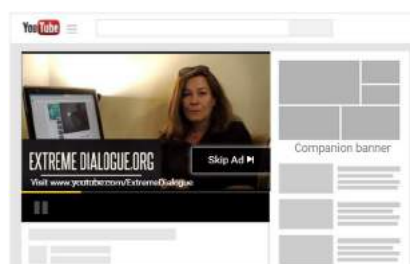 YouTube
EXTREME DIALOGUE.ORG
Skip Ad
Visit www.youtube.com/ExtremeDialogue
Companion banner